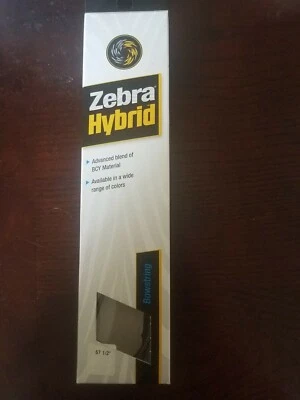 Zebra®
Hybrid
Advanced blend of
BCY Material
Available in a wide
range of colors
Bowstring
57 1/2"